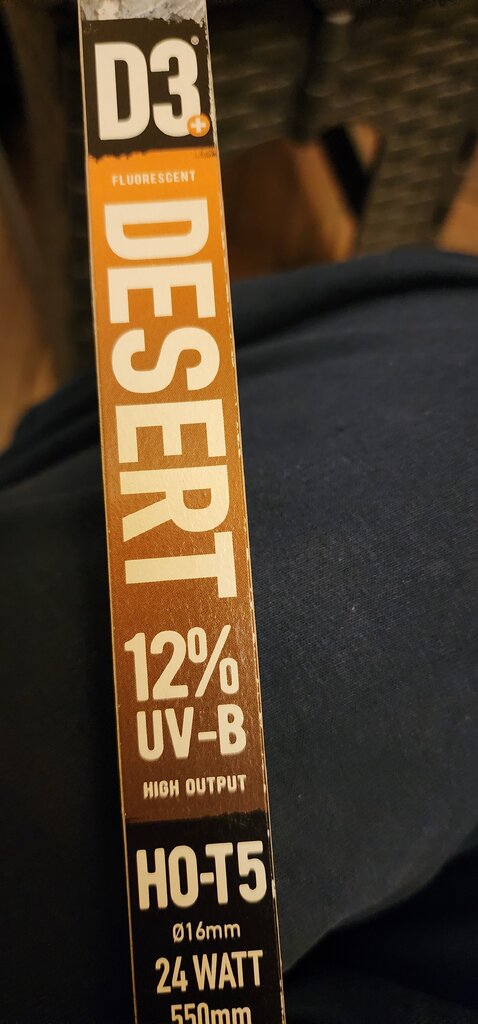 D3+
FLUORESCENT
DESERT
12%
UV-B
HIGH OUTPUT
HO-T5
Ø16mm
24 WATT
550mm